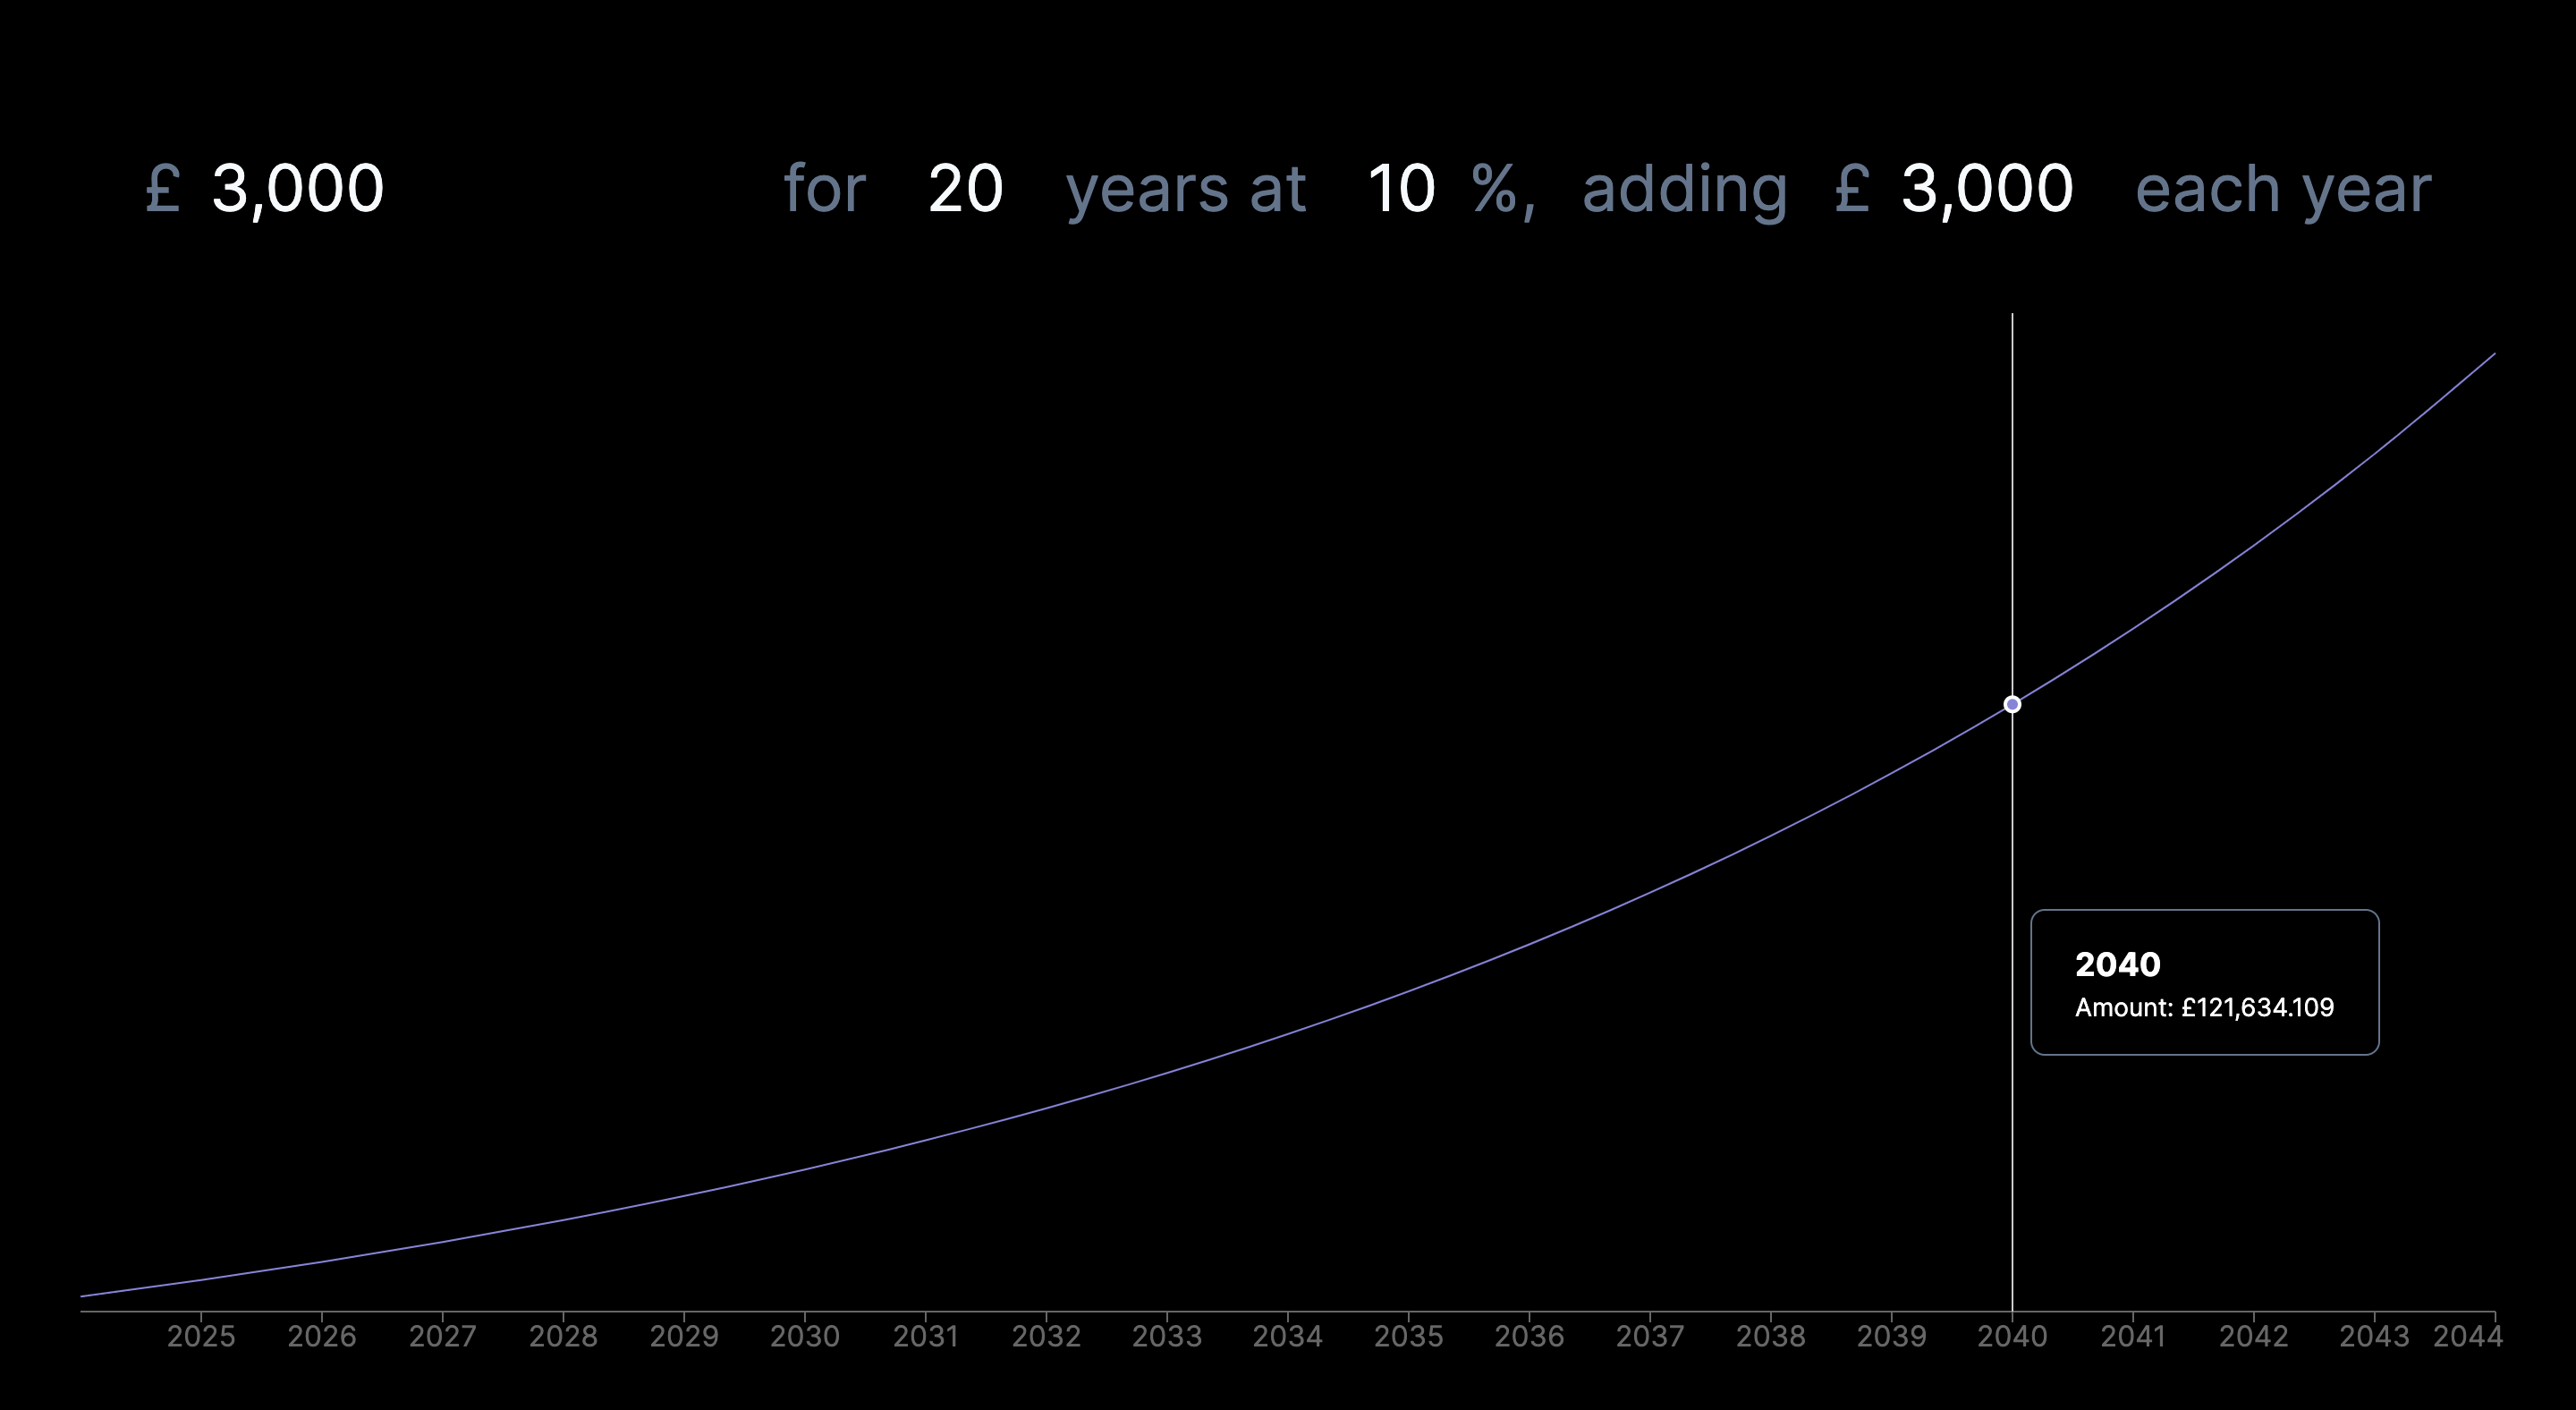 £ 3,000 for 20 years at 10 %, adding £ 3,000 each year
2040
Amount: £121,634.109
2025 2026 2027 2028 2029 2030 2031 2032 2033 2034 2035 2036 2037 2038 2039 2040 2041 2042 2043 2044